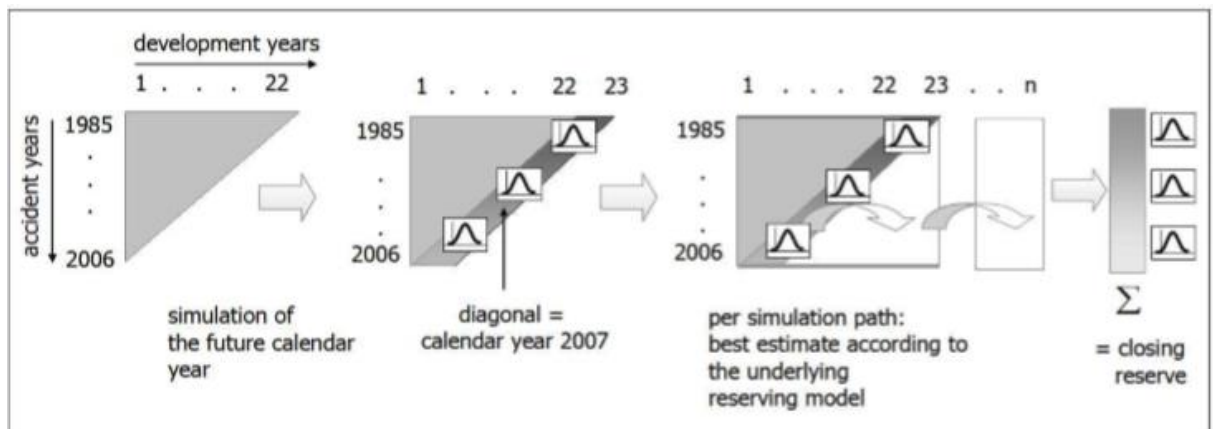 development years
1 . . . 22
accident years
1985
.
.
.
2006
simulation of
the future calendar
year
1 . . . 22 23
1985
.
.
.
2006
diagonal =
calendar year 2007
1 . . . 22 23 . . n
1985
.
.
.
2006
per simulation path:
best estimate according to
the underlying
reserving model
Σ
= closing
reserve